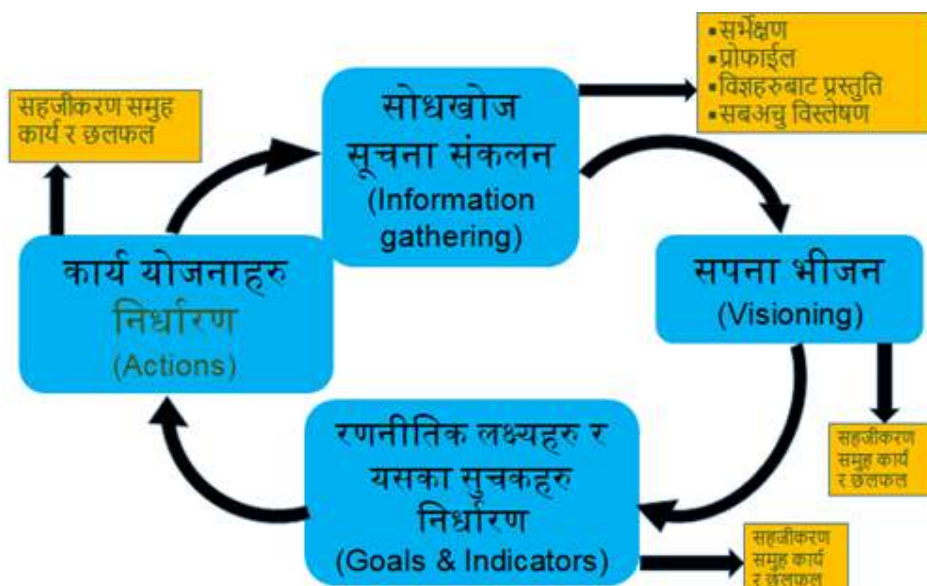 ▪सर्भेक्षण
▪प्रोफाईल
▪विज्ञहरुबाट प्रस्तुति
▪सबअचु विस्लेषण
सोधखोज
सूचना संकलन
(Information
gathering)
सहजीकरण समुह
कार्य र छलफल
कार्य योजनाहरु
निर्धारण
(Actions)
सपना भीजन
(Visioning)
सहजीकरण
समुह कार्य
र छलफल
रणनीतिक लक्ष्यहरु र
यसका सुचकहरु
निर्धारण
(Goals & Indicators)
सहजीकरण
समुह कार्य
र छलफल